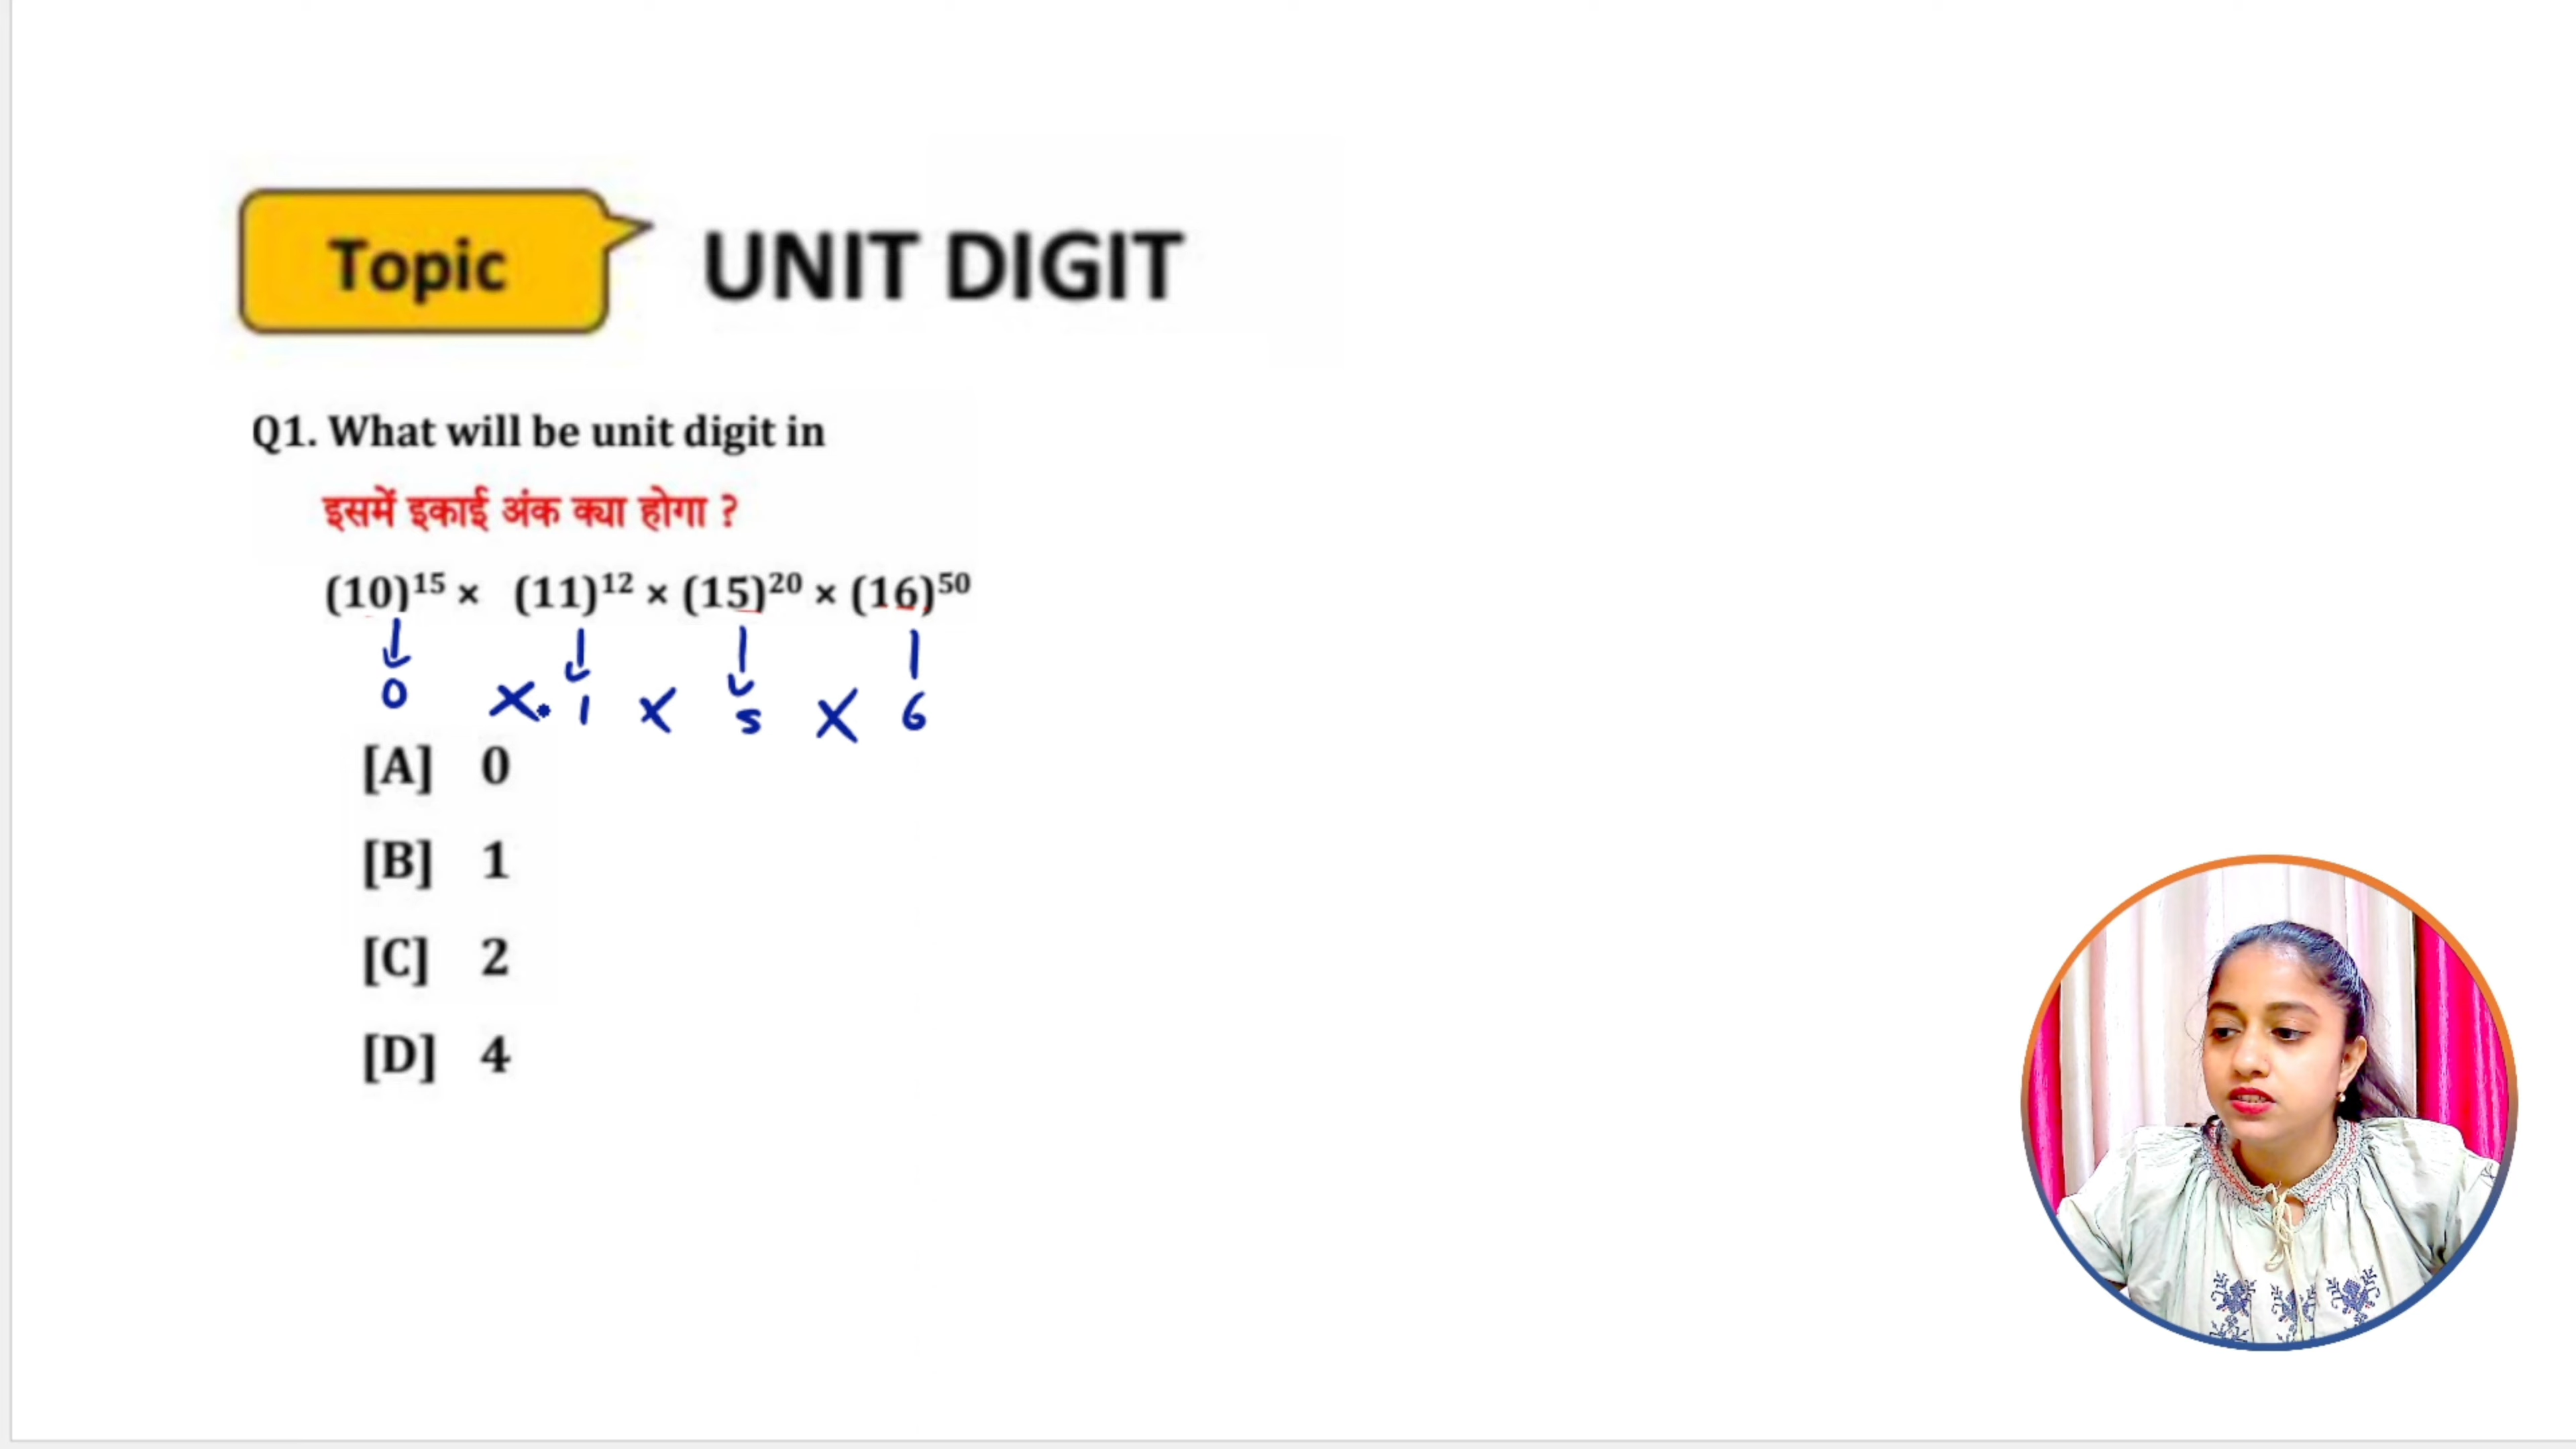 Topic UNIT DIGIT
Q1. What will be unit digit in
इसमें इकाई अंक क्या होगा ?
(10)¹⁵ × (11)¹² × (15)²⁰ × (16)⁵⁰
0 × 1 × 5 × 6
[A] 0
[B] 1
[C] 2
[D] 4